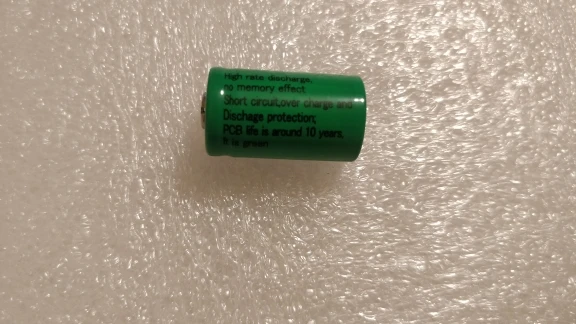 High rate discharge,
no memory effect
Short circuit,over charge and
Dischage protection;
PCB life is around 10 years.
It is green